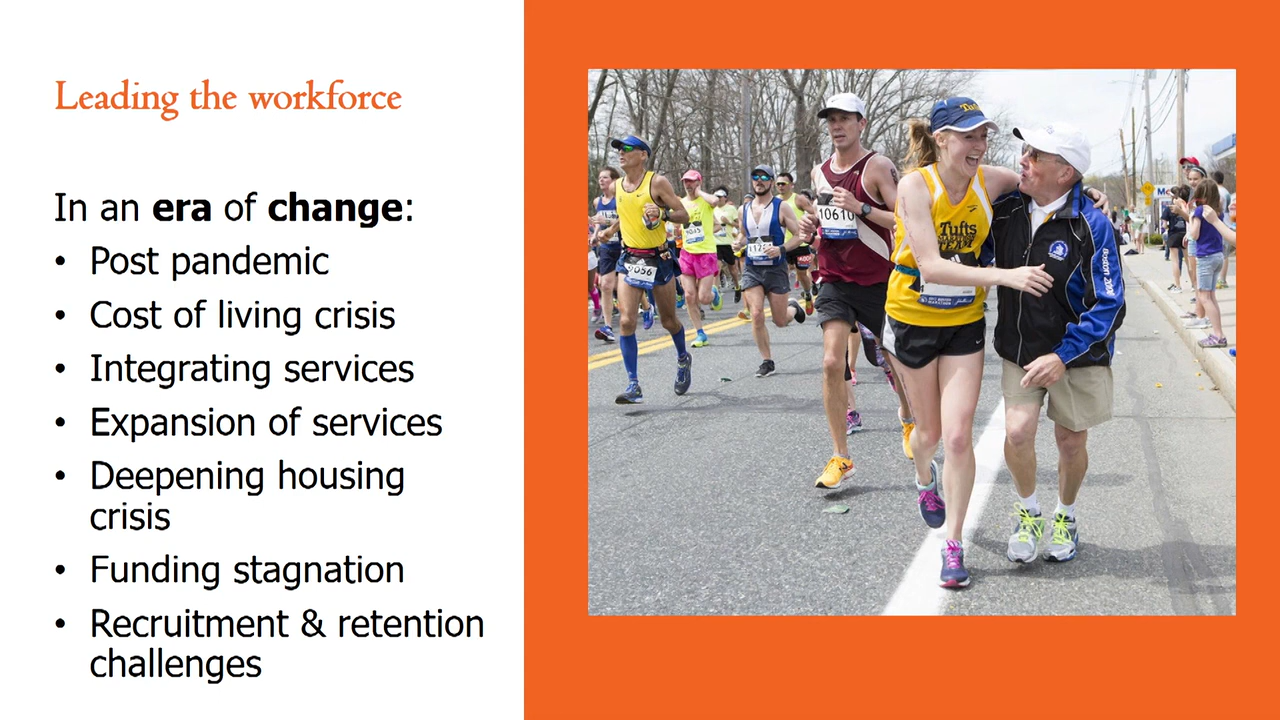 Leading the workforce
In an era of change:
• Post pandemic
• Cost of living crisis
• Integrating services
• Expansion of services
• Deepening housing
crisis
• Funding stagnation
• Recruitment & retention
challenges
10610
Tufts